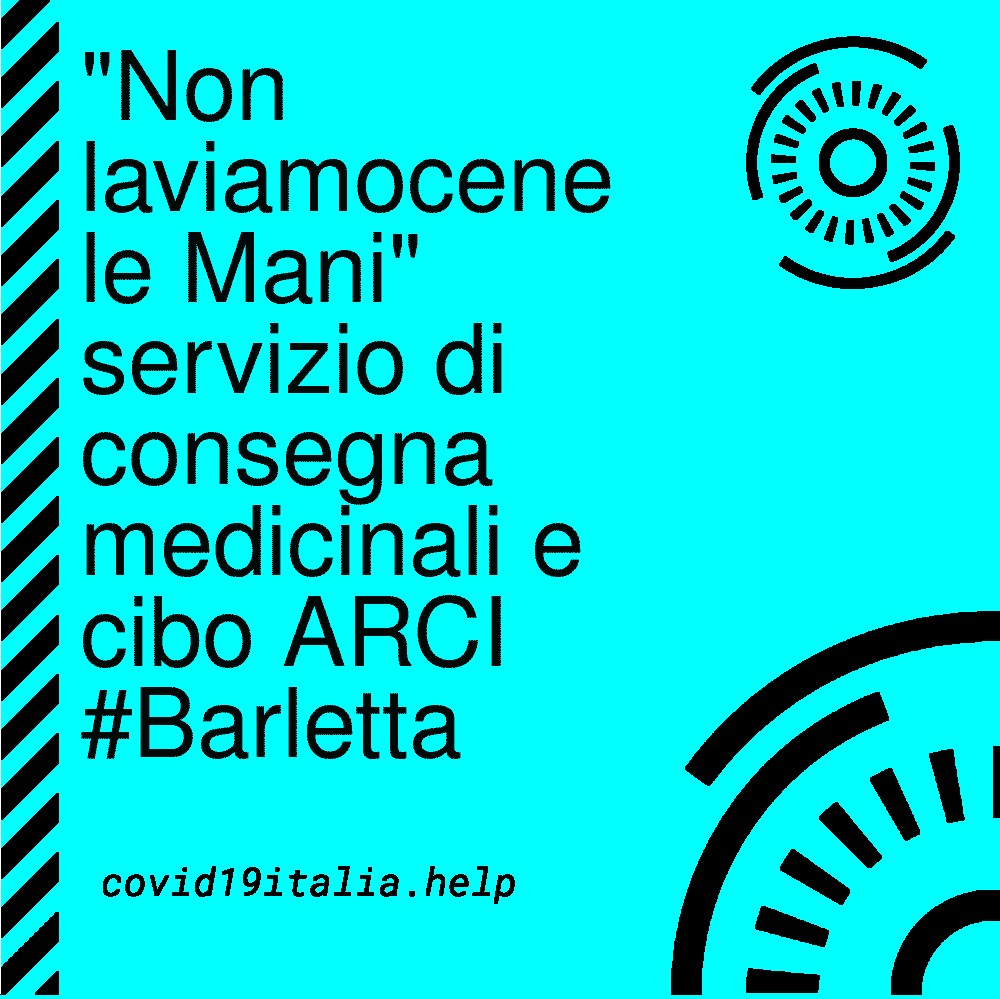 "Non
laviamocene
le Mani"
servizio di
consegna
medicinali e
cibo ARCI
#Barletta
covid19italia.help